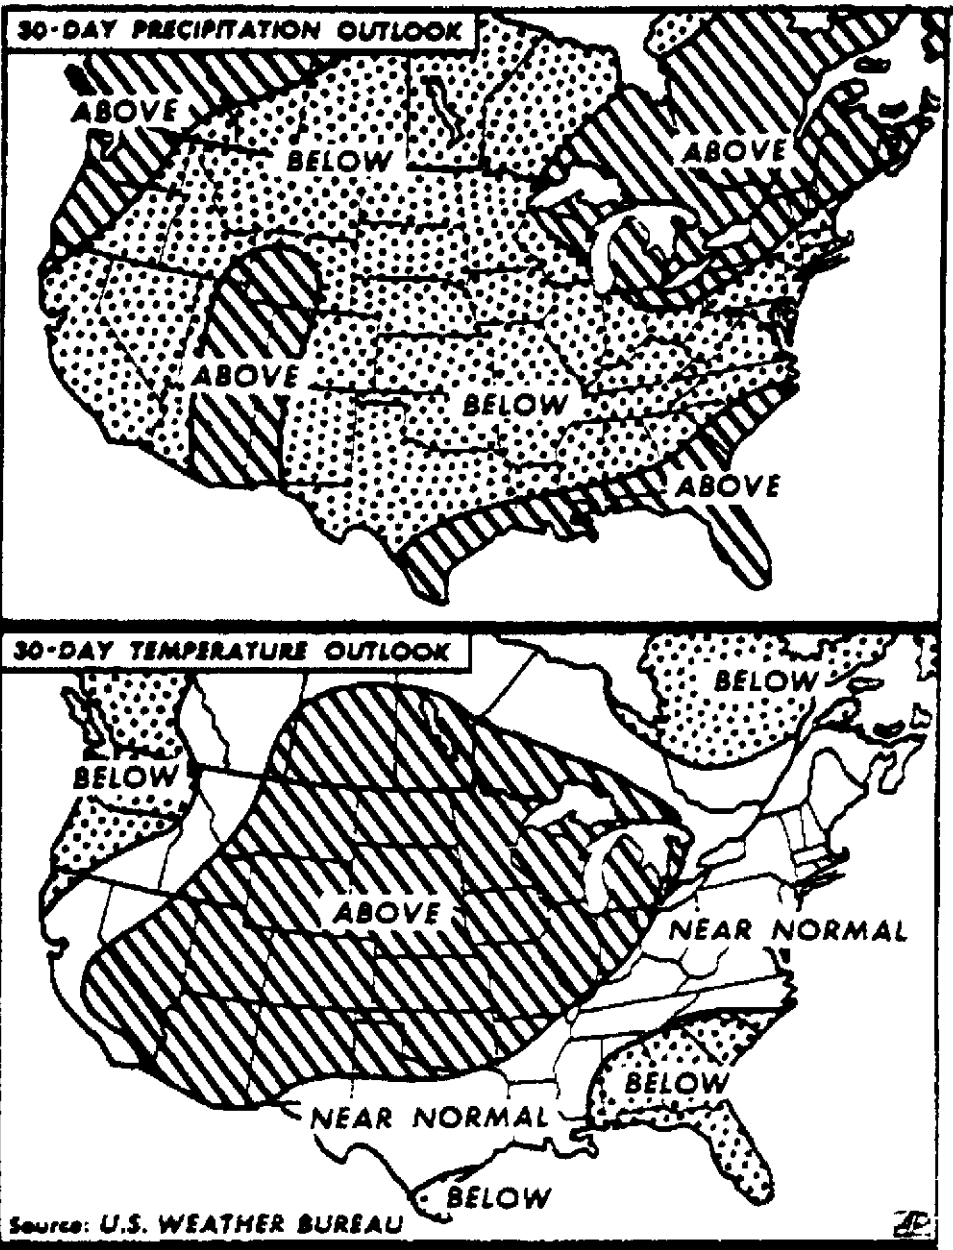 30-DAY PRECIPITATION OUTLOOK
ABOVE
BELOW
ABOVE
ABOVE
BELOW
ABOVE
30-DAY TEMPERATURE OUTLOOK
BELOW
BELOW
ABOVE
NEAR NORMAL
BELOW
NEAR NORMAL
BELOW
Source: U.S. WEATHER BUREAU
AP